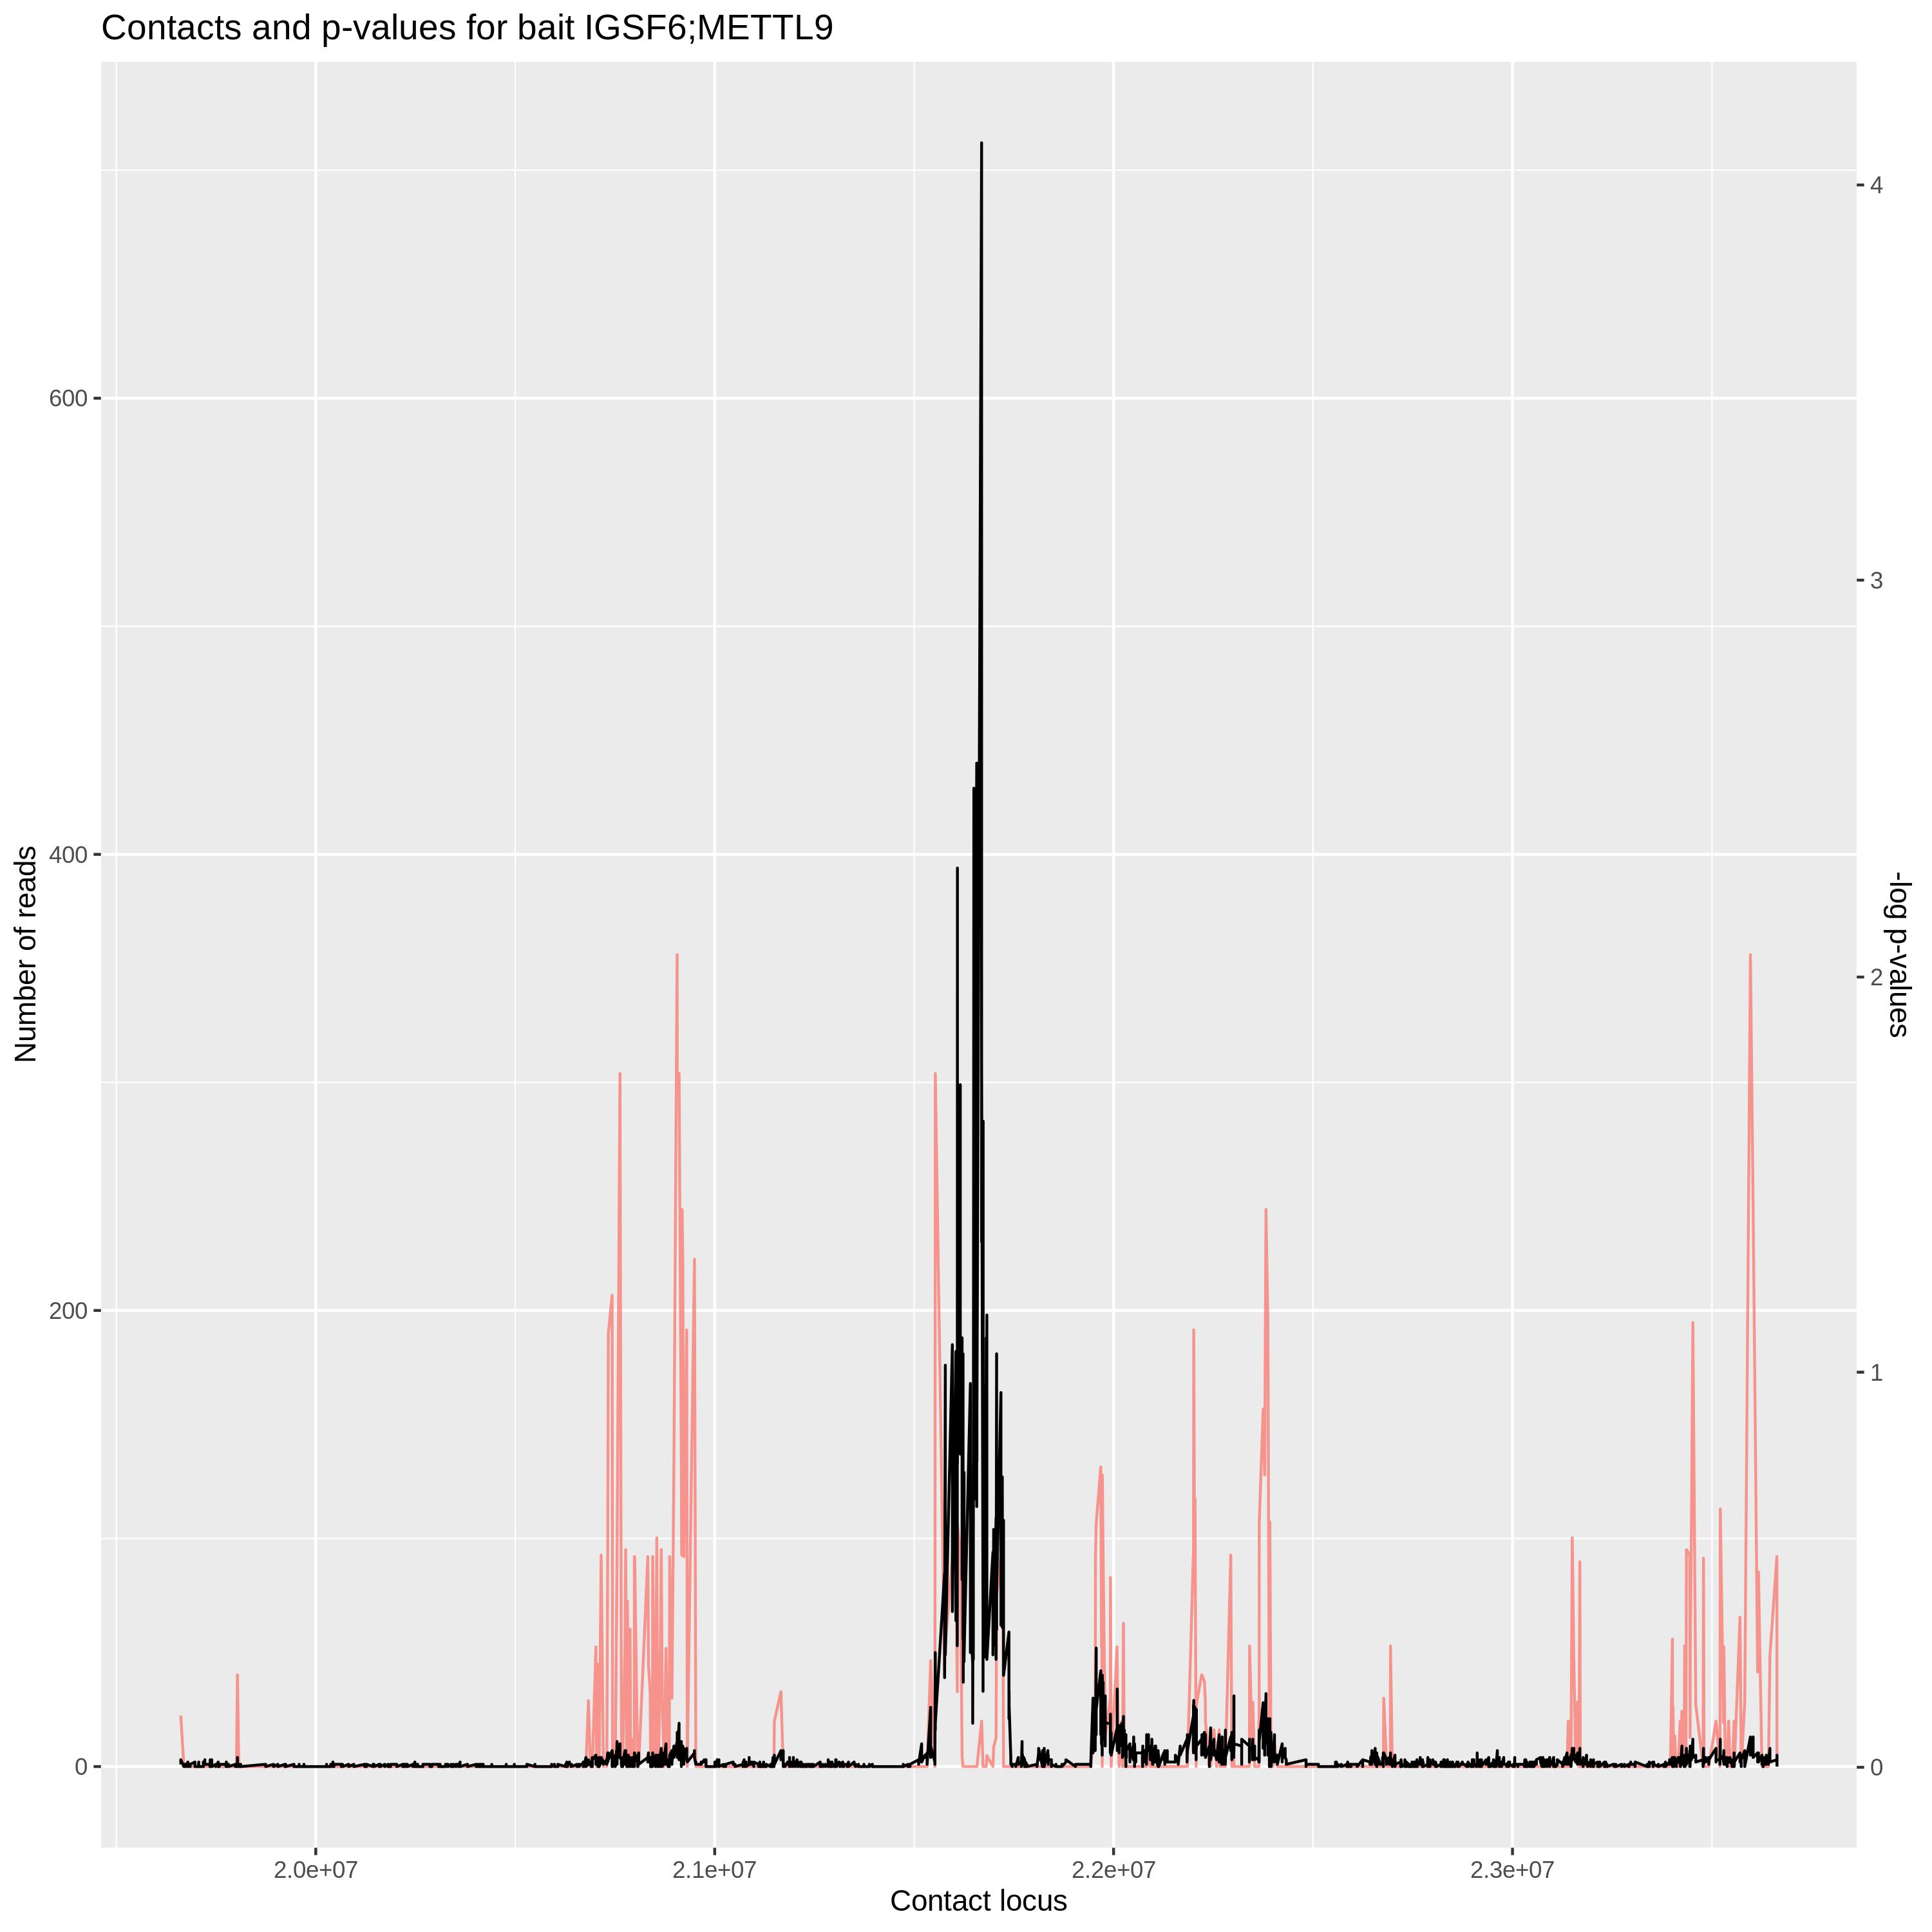 Contacts and p-values for bait IGSF6;METTL9
Number of reads
600
400
200
0
4
3
2
1
0
-log p-values
2.0e+07 2.1e+07 2.2e+07 2.3e+07
Contact locus